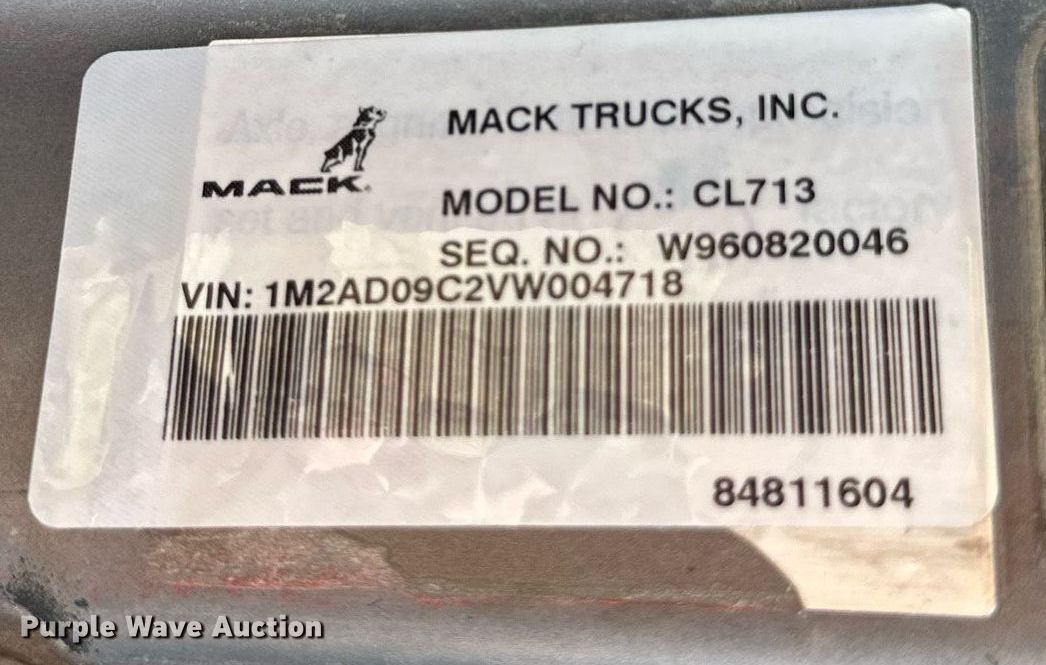 MACK TRUCKS, INC.
MACK
MODEL NO.: CL713
SEQ. NO.: W960820046
VIN: 1M2AD09C2VW004718
84811604
Purple Wave Auction